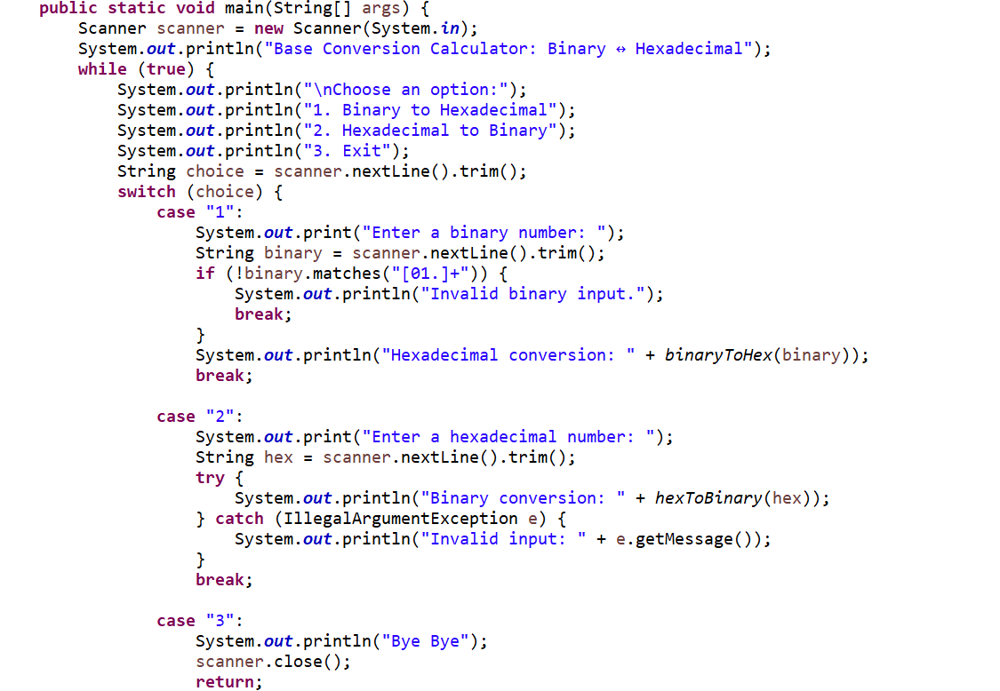 public static void main(String[] args) {
Scanner scanner = new Scanner(System.in);
System.out.println("Base Conversion Calculator: Binary ↔ Hexadecimal");
while (true) {
System.out.println("\nChoose an option:");
System.out.println("1. Binary to Hexadecimal");
System.out.println("2. Hexadecimal to Binary");
System.out.println("3. Exit");
String choice = scanner.nextLine().trim();
switch (choice) {
case "1":
System.out.print("Enter a binary number: ");
String binary = scanner.nextLine().trim();
if (!binary.matches("[01.]+")) {
System.out.println("Invalid binary input.");
break;
}
System.out.println("Hexadecimal conversion: " + binaryToHex(binary));
break;
case "2":
System.out.print("Enter a hexadecimal number: ");
String hex = scanner.nextLine().trim();
try {
System.out.println("Binary conversion: " + hexToBinary(hex));
} catch (IllegalArgumentException e) {
System.out.println("Invalid input: " + e.getMessage());
}
break;
case "3":
System.out.println("Bye Bye");
scanner.close();
return;